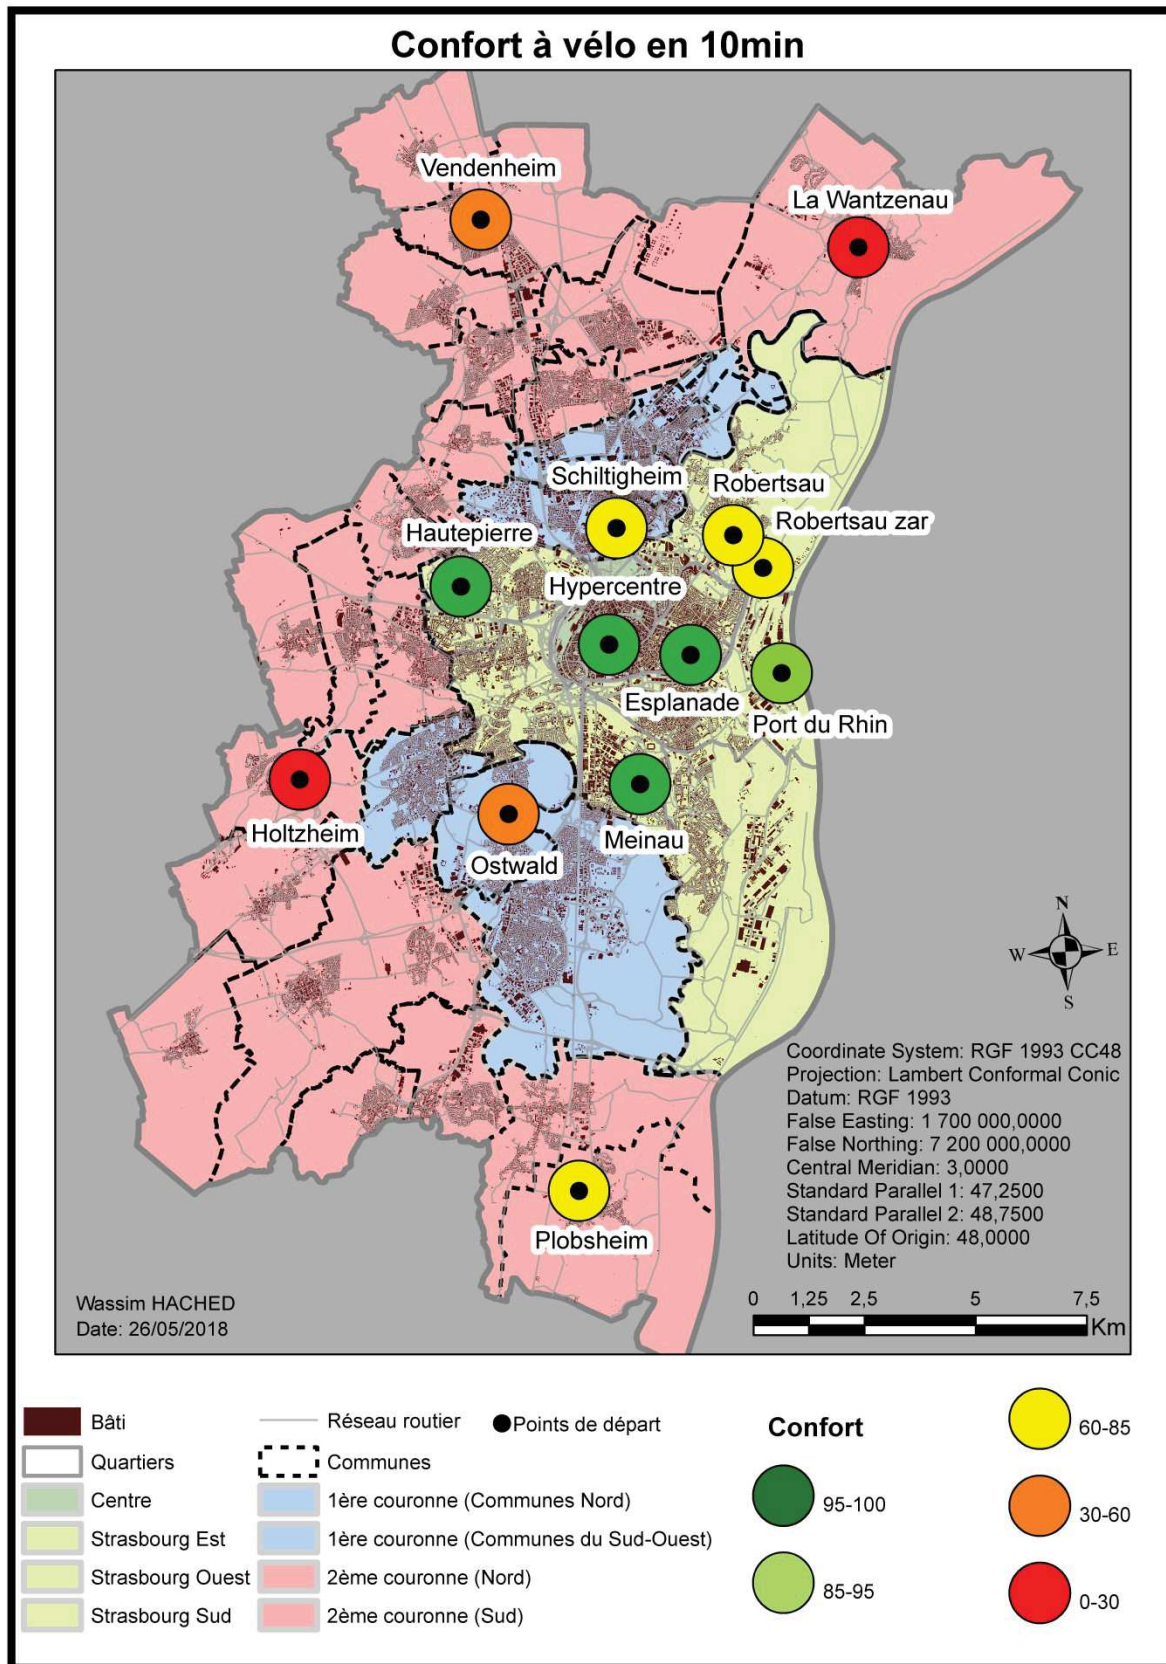 Confort à vélo en 10min
Vendenheim
La Wantzenau
Schiltigheim
Robertsau
Robertsau zar
Hautepierre
Hypercentre
Esplanade
Port du Rhin
Holtzheim
Ostwald
Meinau
Plobsheim
N
W
E
S
Coordinate System: RGF 1993 CC48
Projection: Lambert Conformal Conic
Datum: RGF 1993
False Easting: 1 700 000,0000
False Northing: 7 200 000,0000
Central Meridian: 3,0000
Standard Parallel 1: 47,2500
Standard Parallel 2: 48,7500
Latitude Of Origin: 48,0000
Units: Meter
Wassim HACHED
Date: 26/05/2018
0 1,25 2,5 5 7,5
Km
Bâti
Quartiers
Centre
Strasbourg Est
Strasbourg Ouest
Strasbourg Sud
Réseau routier
Communes
1ère couronne (Communes Nord)
1ère couronne (Communes du Sud-Ouest)
2ème couronne (Nord)
2ème couronne (Sud)
Points de départ
Confort
95-100
85-95
60-85
30-60
0-30